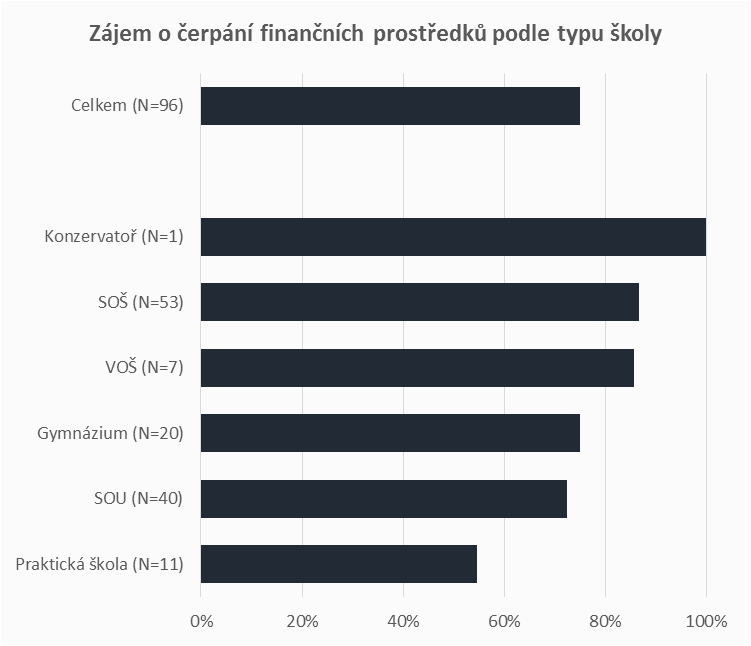 Zájem o čerpání finančních prostředků podle typu školy
Celkem (N=96)
Konzervatoř (N=1)
SOŠ (N=53)
VOŠ (N=7)
Gymnázium (N=20)
SOU (N=40)
Praktická škola (N=11)
0% 20% 40% 60% 80% 100%